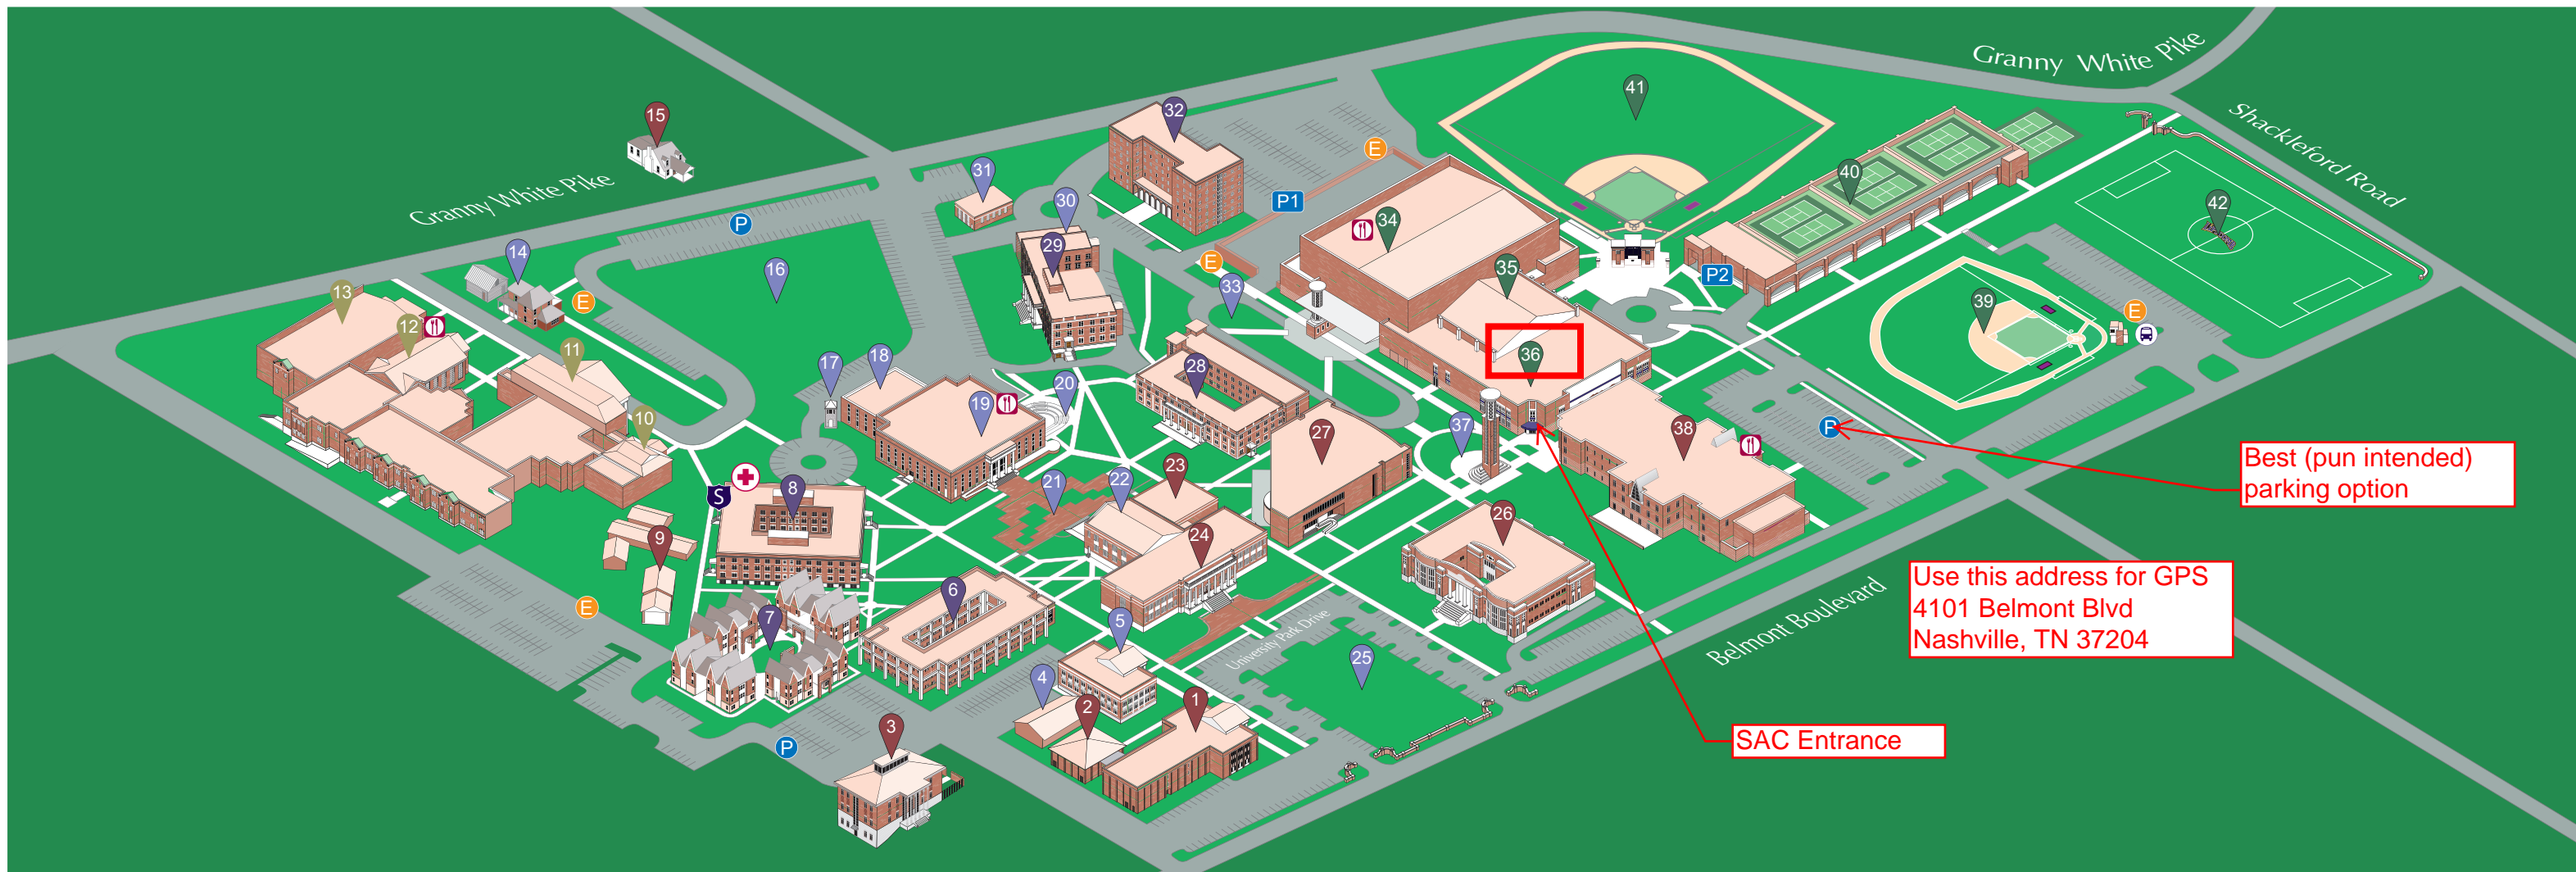 Granny White Pike
Shackleford Road
Granny White Pike
41
15
32
E
31
40
P1
30
42
P
34
29
14
16
35
P2
33
13
E
E
39
E
12
36
11
17
18
28
20
19
10
37
27
38
P
Best (pun intended)
parking option
23
22
21
S
8
26
24
9
Use this address for GPS
4101 Belmont Blvd
Nashville, TN 37204
6
E
7
5
University Park Drive
Belmont Boulevard
25
4
1
2
3
P
SAC Entrance